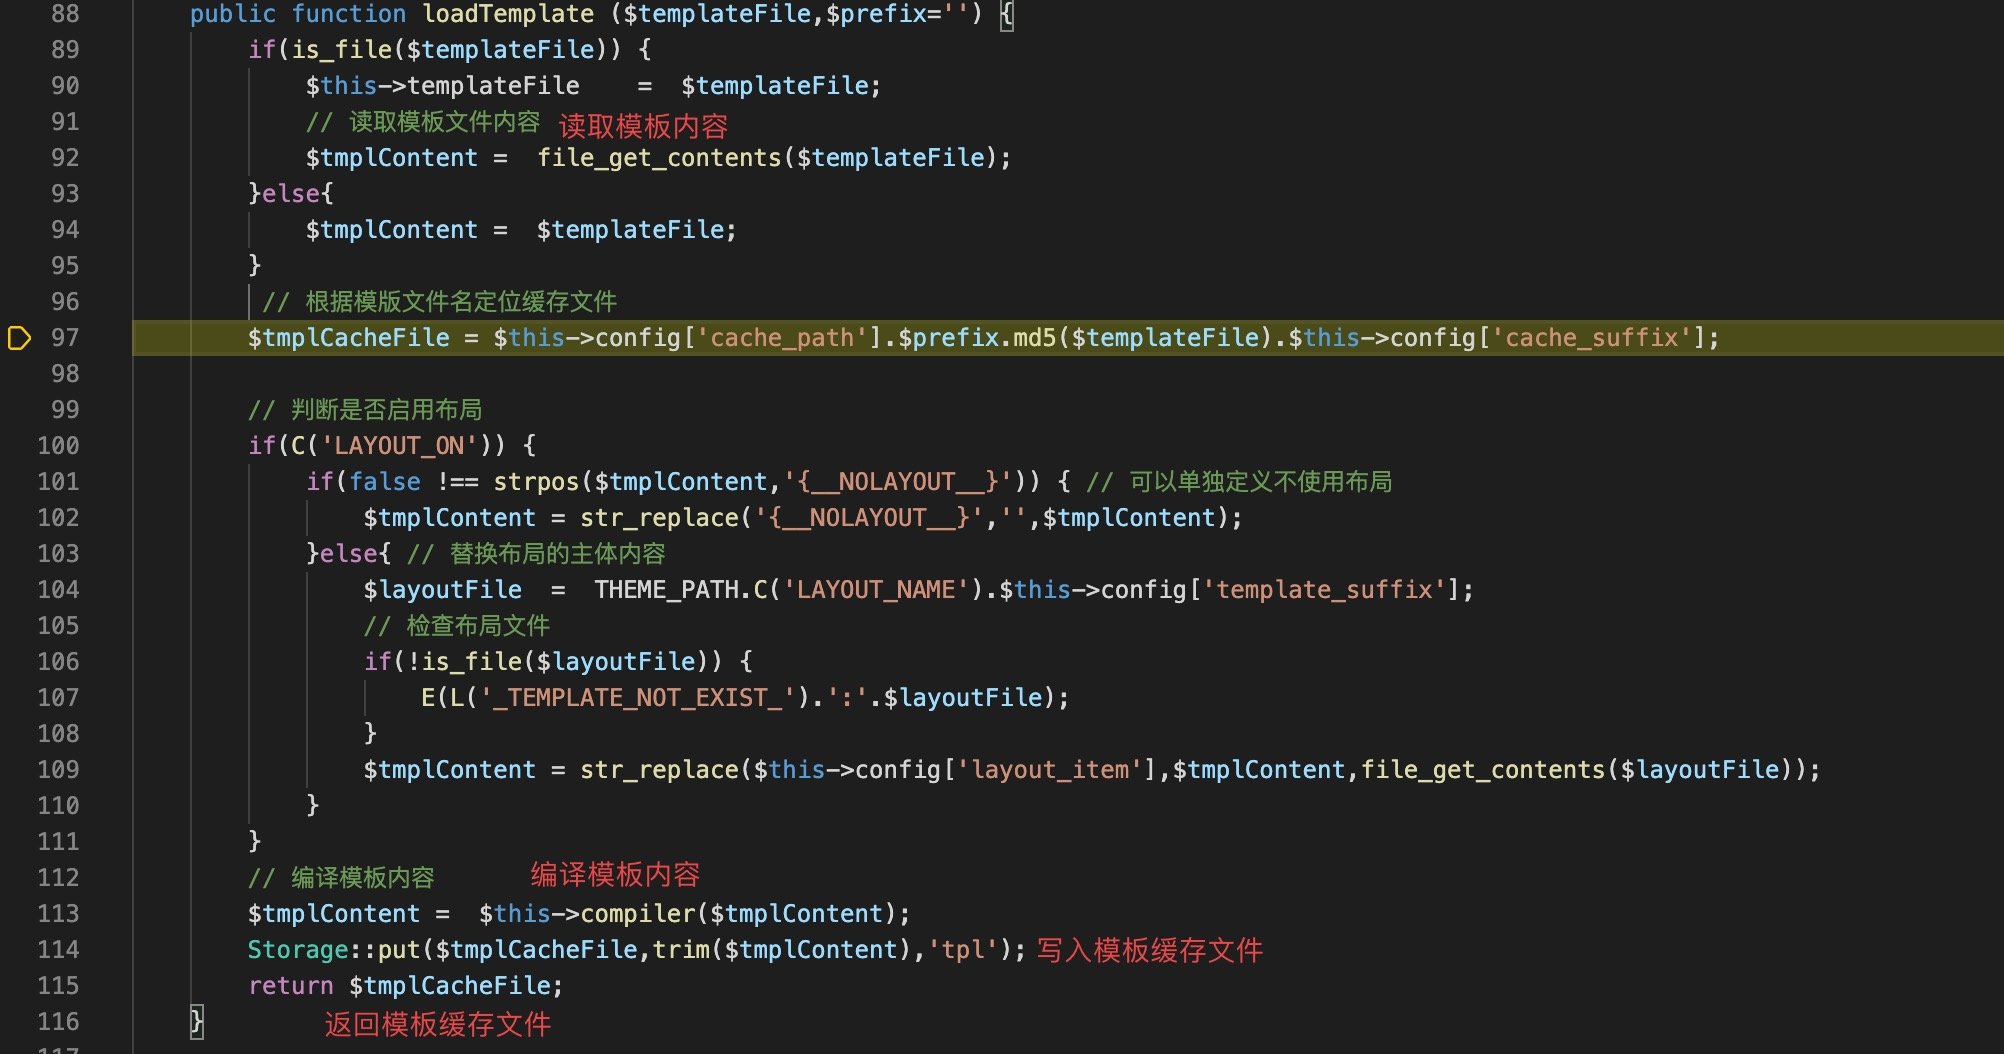 88 public function loadTemplate ($templateFile,$prefix='') {
89 if(is_file($templateFile)) {
90 $this->templateFile    =  $templateFile;
91 // 读取模板文件内容 读取模板内容
92 $tmplContent =  file_get_contents($templateFile);
93 }else{
94 $tmplContent =  $templateFile;
95 }
96 // 根据模版文件名定位缓存文件
97 $tmplCacheFile = $this->config['cache_path'].$prefix.md5($templateFile).$this->config['cache_suffix'];
98
99 // 判断是否启用布局
100 if(C('LAYOUT_ON')) {
101 if(false !== strpos($tmplContent,'{__NOLAYOUT__}')) { // 可以单独定义不使用布局
102 $tmplContent = str_replace('{__NOLAYOUT__}','',$tmplContent);
103 }else{ // 替换布局的主体内容
104 $layoutFile  =  THEME_PATH.C('LAYOUT_NAME').$this->config['template_suffix'];
105 // 检查布局文件
106 if(!is_file($layoutFile)) {
107 E(L('_TEMPLATE_NOT_EXIST_').':'.$layoutFile);
108 }
109 $tmplContent = str_replace($this->config['layout_item'],$tmplContent,file_get_contents($layoutFile));
110 }
111 }
112 // 编译模板内容 编译模板内容
113 $tmplContent =  $this->compiler($tmplContent);
114 Storage::put($tmplCacheFile,trim($tmplContent),'tpl'); 写入模板缓存文件
115 return $tmplCacheFile;
116 } 返回模板缓存文件
117